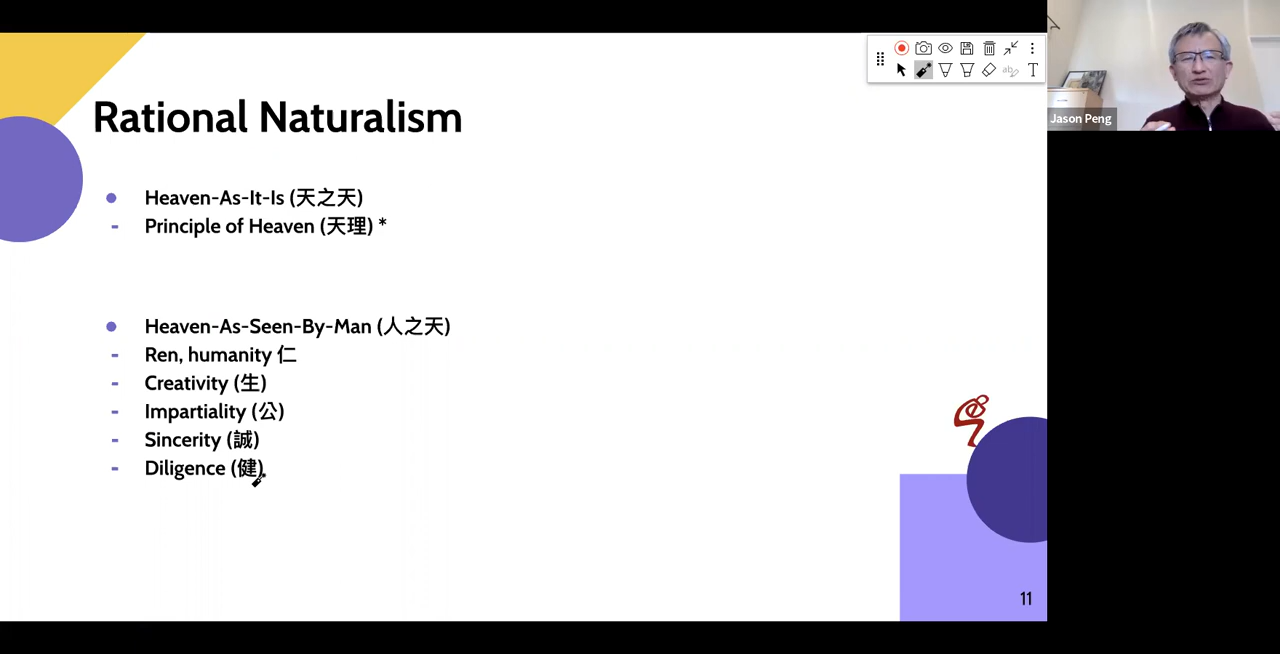 Rational Naturalism
Heaven-As-It-Is (天之天)
- Principle of Heaven (天理) *
Heaven-As-Seen-By-Man (人之天)
- Ren, humanity 仁
- Creativity (生)
- Impartiality (公)
- Sincerity (誠)
- Diligence (健)
11
ab
T
Jason Peng